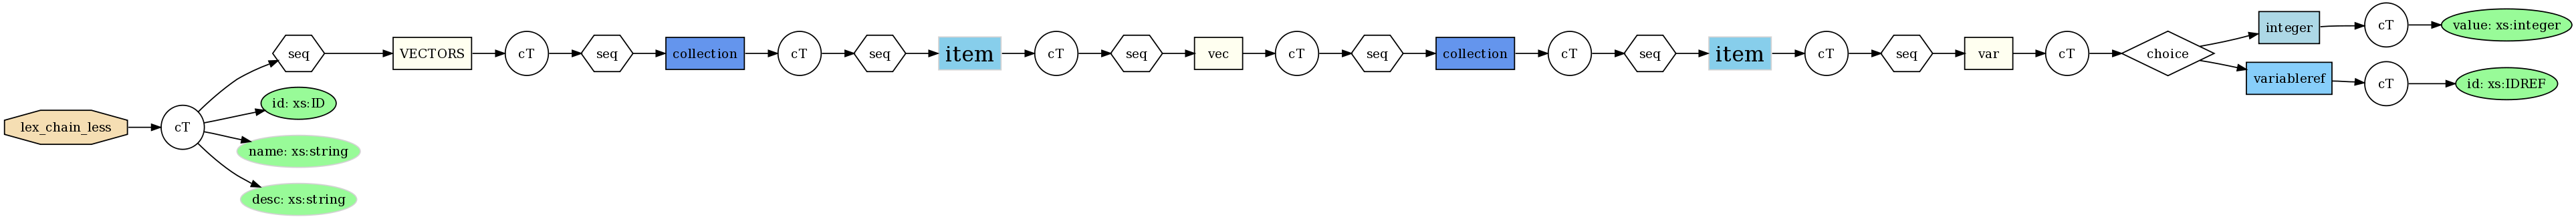 lex_chain_less
cT
seq
id: xs:ID
name: xs:string
desc: xs:string
VECTORS
cT
seq
collection
cT
seq
item
cT
seq
vec
cT
seq
collection
cT
seq
item
cT
seq
var
cT
choice
integer
cT
value: xs:integer
variableref
cT
id: xs:IDREF